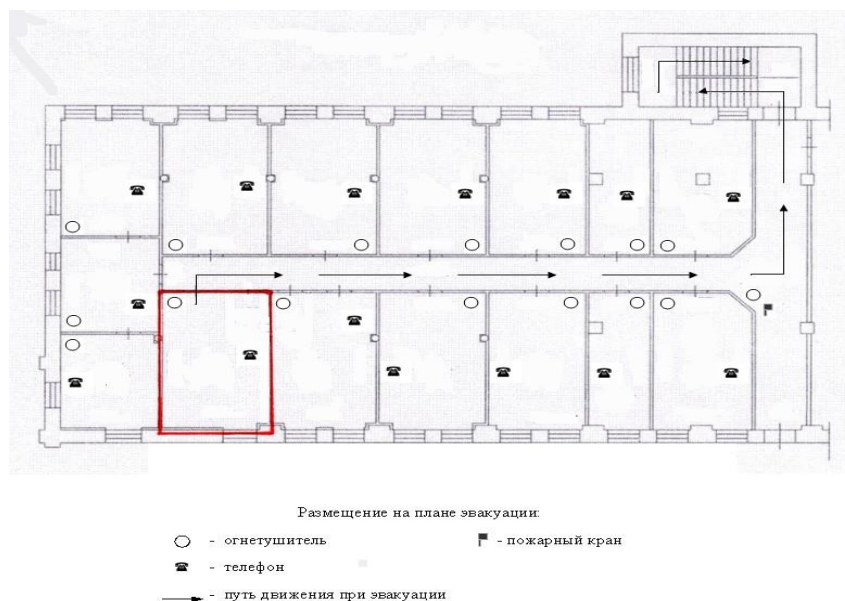 Размещение на плане эвакуации:
- огнетушитель
- пожарный кран
- телефон
- путь движения при эвакуации